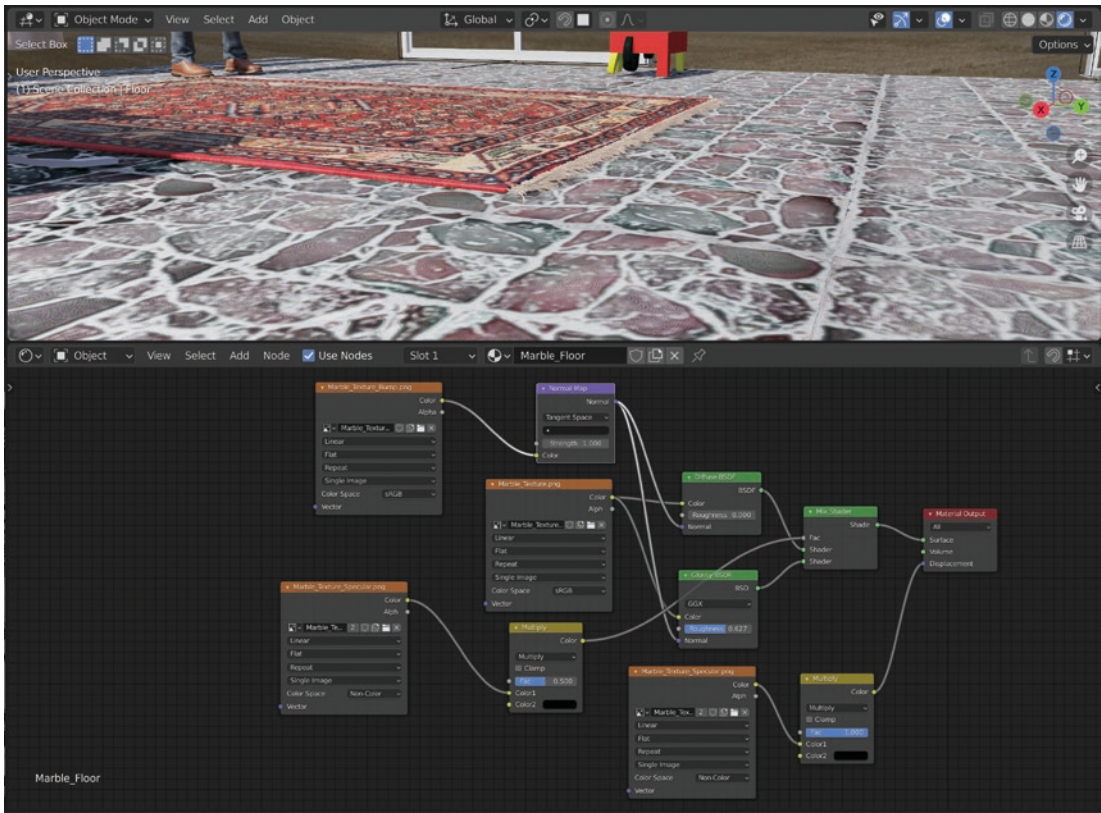 Object Mode View Select Add Object Global
Select Box Options
User Perspective
(1) Scene Collection | Floor
Z
X Y
Object View Select Add Node Use Nodes Slot 1 Marble_Floor
Marble_Texture_Bump.png
Color
Alpha
Marble_Textur...
Linear
Flat
Repeat
Single Image
Color Space sRGB
Vector
Normal Map
Normal
Tangent Space
Strength 1.000
Color
Marble_Texture.png
Color
Alph
Marble_Texture...
Linear
Flat
Repeat
Single Image
Color Space sRGB
Vector
Diffuse BSDF
BSDF
Color
Roughness 0.000
Normal
Mix Shader
Shade
Fac
Shader
Shader
Material Output
All
Surface
Volume
Displacement
Glossy BSDF
BSD
GGX
Color
Roughness 0.627
Normal
Marble_Texture_Specular.png
Color
Alph
Marble_Te... 2
Linear
Flat
Repeat
Single Image
Color Space Non-Color
Vector
Multiply
Color
Multiply
Clamp
Fac 0.500
Color1
Color2
Marble_Texture_Specular.png
Color
Alph
Marble_Tex... 2
Linear
Flat
Repeat
Single Image
Color Space Non-Color
Vector
Multiply
Color
Multiply
Clamp
Fac
Color1
Color2
Marble_Floor